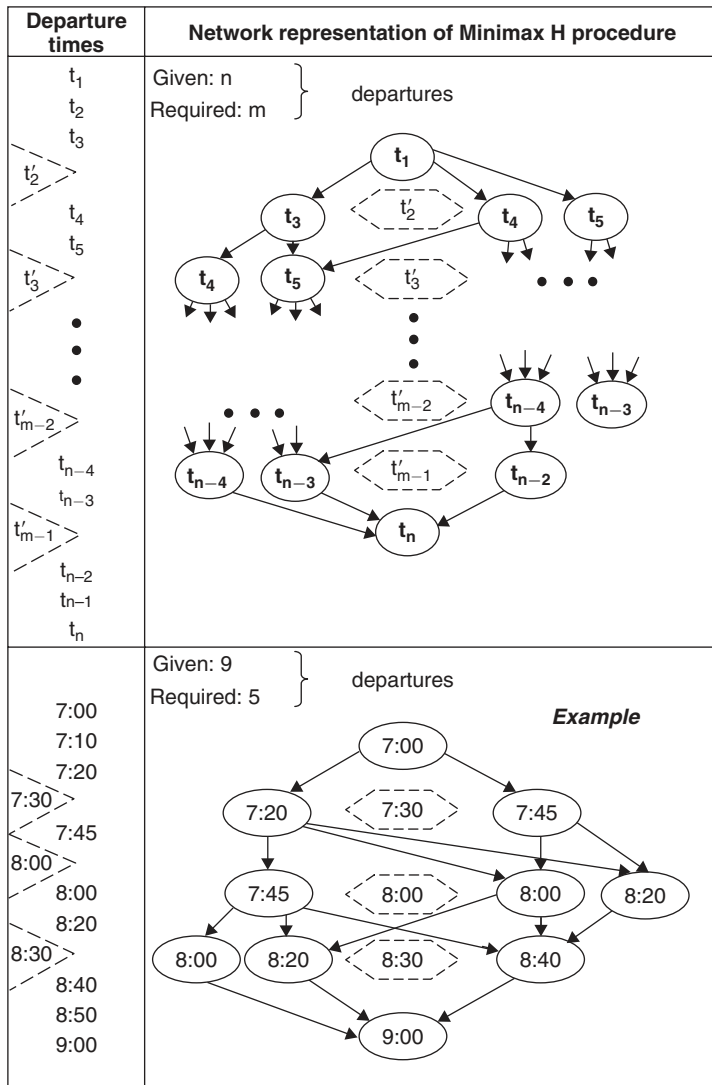 Departure times
Network representation of Minimax H procedure
t1
t2
t3
t′2
t4
t5
t′3
t′m−2
tn−4
tn−3
t′m−1
tn−2
tn−1
tn
Given: n
Required: m
departures
t1
t3
t′2
t4
t5
t4
t5
t′3
t′m−2
tn−4
tn−3
tn−4
tn−3
t′m−1
tn−2
tn
7:00
7:10
7:20
7:30
7:45
8:00
8:00
8:20
8:30
8:40
8:50
9:00
Given: 9
Required: 5
departures
Example
7:00
7:20
7:30
7:45
7:45
8:00
8:00
8:20
8:00
8:20
8:30
8:40
9:00